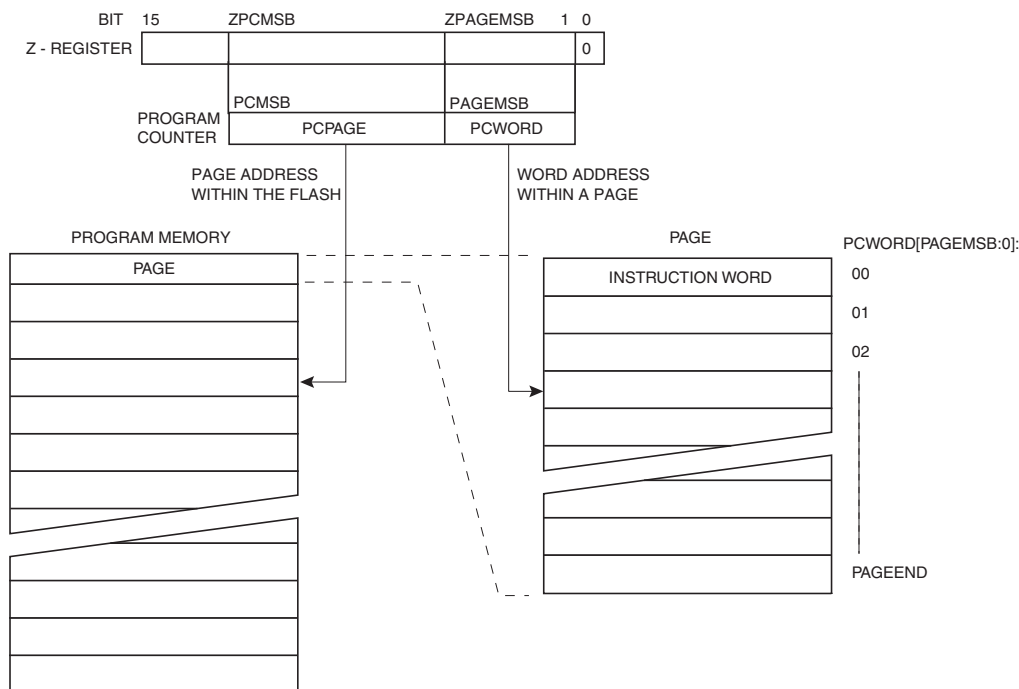 BIT 15 ZPCMSB ZPAGEMSB 1 0
Z - REGISTER 0
PCMSB PAGEMSB
PROGRAM
COUNTER
PCPAGE PCWORD
PAGE ADDRESS
WITHIN THE FLASH
WORD ADDRESS
WITHIN A PAGE
PROGRAM MEMORY
PAGE
PAGE
PCWORD[PAGEMSB:0]:
INSTRUCTION WORD 00
01
02
PAGEEND